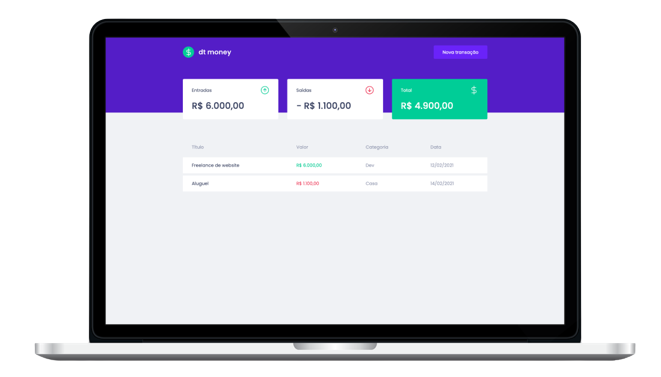 dt money
Nova transação
Entradas
Saídas
Total
$
R$ 6.000,00
- R$ 1.100,00
R$ 4.900,00
Título
Valor
Categoria
Data
Freelance de website
R$ 6.000,00
Dev
12/02/2021
Aluguel
R$ 1.100,00
Casa
14/02/2021